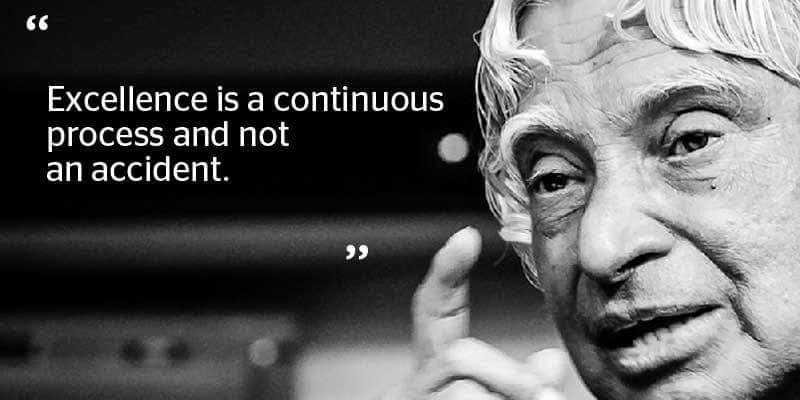 “
Excellence is a continuous
process and not
an accident.
”